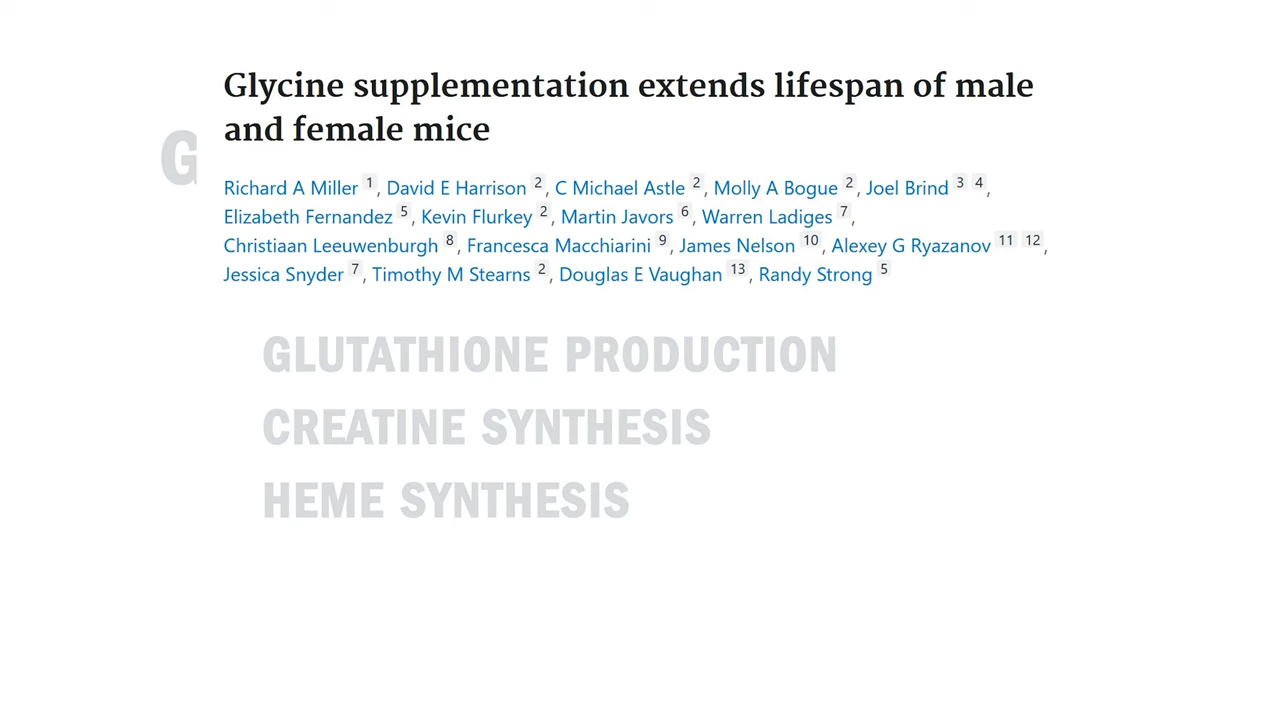 Glycine supplementation extends lifespan of male
and female mice
G
Richard A Miller 1, David E Harrison 2, C Michael Astle 2, Molly A Bogue 2, Joel Brind 3 4,
Elizabeth Fernandez 5, Kevin Flurkey 2, Martin Javors 6, Warren Ladiges 7,
Christiaan Leeuwenburgh 8, Francesca Macchiarini 9, James Nelson 10, Alexey G Ryazanov 11 12,
Jessica Snyder 7, Timothy M Stearns 2, Douglas E Vaughan 13, Randy Strong 5
GLUTATHIONE PRODUCTION
CREATINE SYNTHESIS
HEME SYNTHESIS